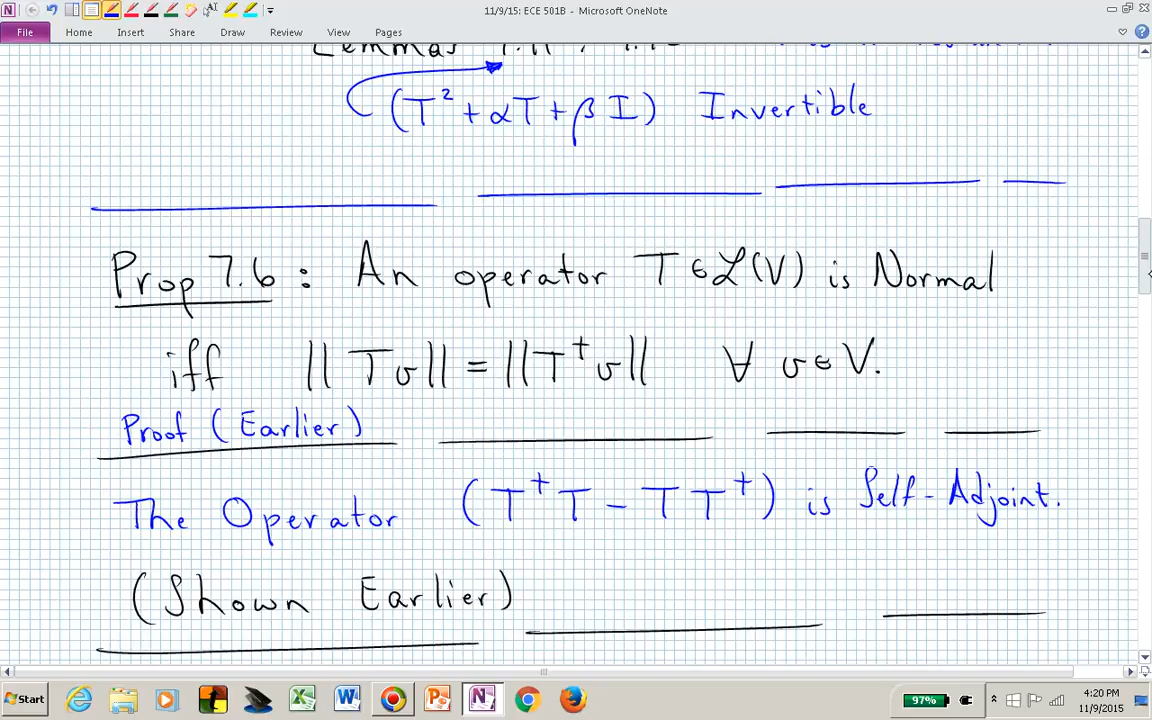 11/9/15: ECE 501B - Microsoft OneNote
File Home Insert Share Draw Review View Pages
Lemmas
(T² + αT + β I) Invertible
Prop 7.6 : An operator T ∈ ℒ(V) is Normal
iff || Tv || = || T†v || ∀ v ∈ V.
Proof (Earlier)
The Operator (T†T − T T†) is Self-Adjoint.
(Shown Earlier)
Start
97%
4:20 PM
11/9/2015